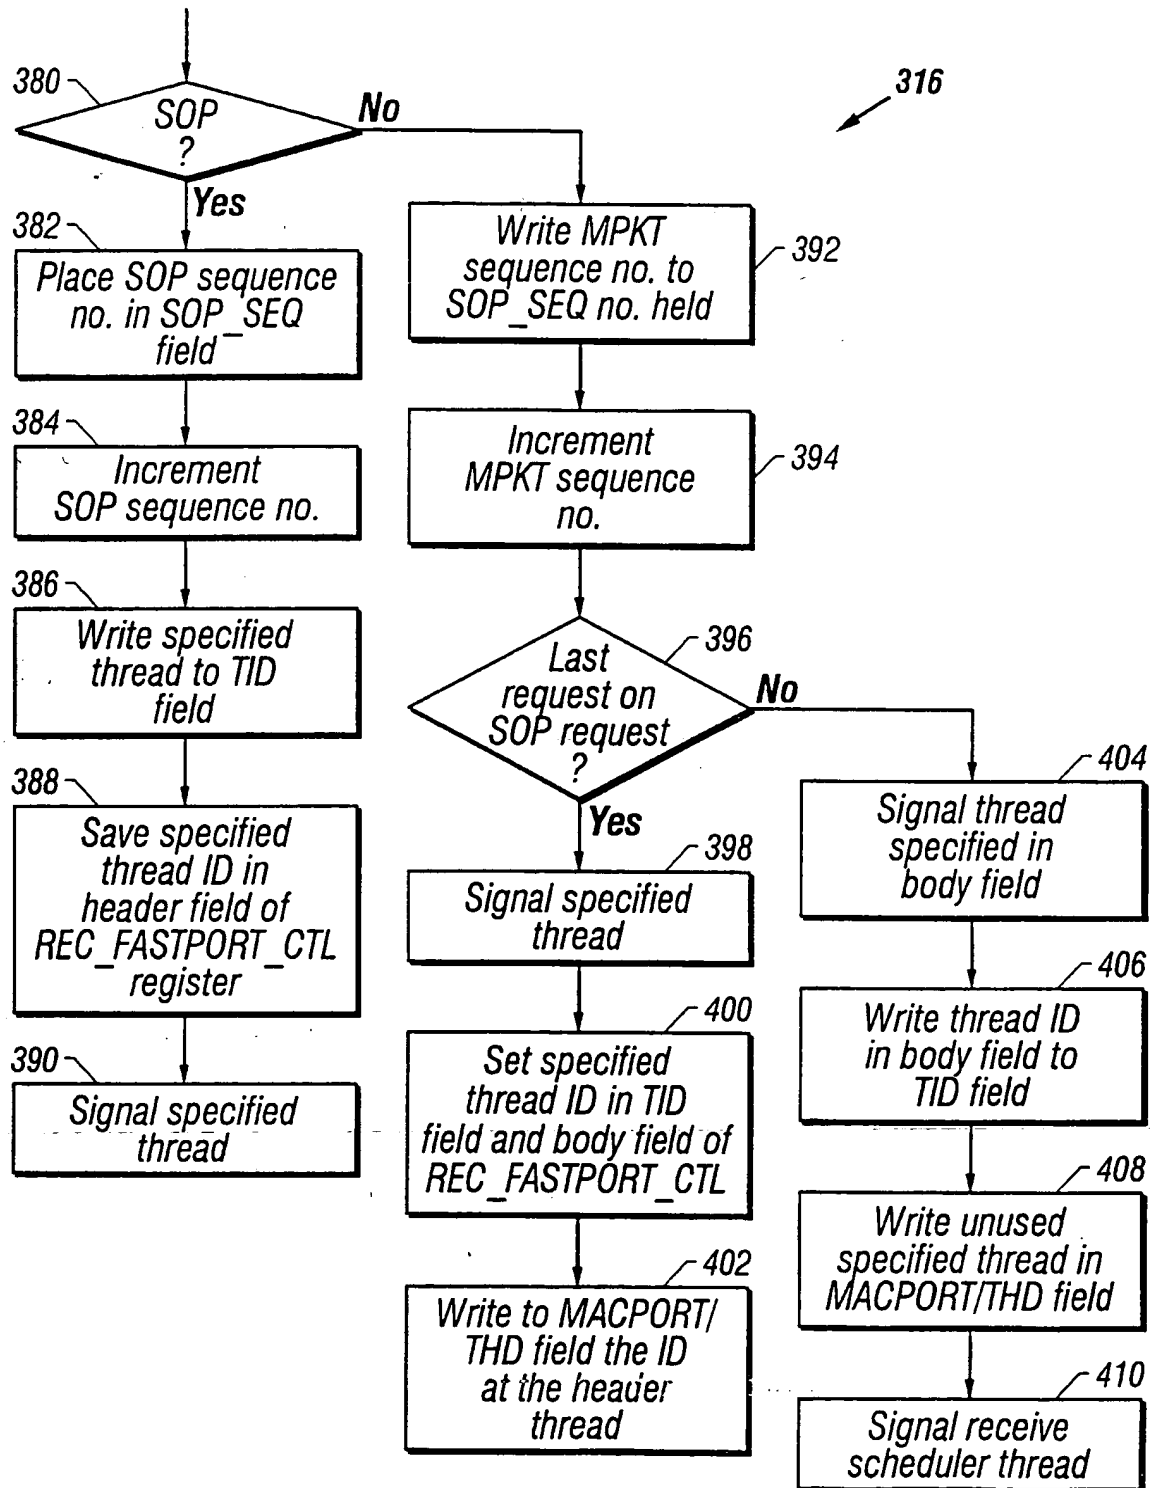 316
380
SOP
?
No
Yes
382
Place SOP sequence
no. in SOP_SEQ
field
384
Increment
SOP sequence no.
386
Write specified
thread to TID
field
388
Save specified
thread ID in
header field of
REC_FASTPORT_CTL
register
390
Signal specified
thread
Write MPKT
sequence no. to
SOP_SEQ no. held
392
Increment
MPKT sequence
no.
394
396
Last
request on
SOP request
?
No
Yes
398
Signal specified
thread
400
Set specified
thread ID in TID
field and body field of
REC_FASTPORT_CTL
402
Write to MACPORT/
THD field the ID
at the header
thread
404
Signal thread
specified in
body field
406
Write thread ID
in body field to
TID field
408
Write unused
specified thread in
MACPORT/THD field
410
Signal receive
scheduler thread